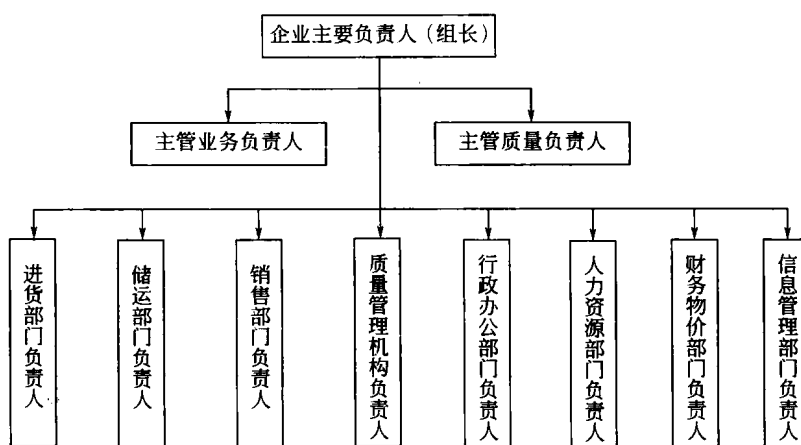 企业主要负责人（组长）
主管业务负责人
主管质量负责人
进货部门负责人
储运部门负责人
销售部门负责人
质量管理机构负责人
行政办公部门负责人
人力资源部门负责人
财务物价部门负责人
信息管理部门负责人